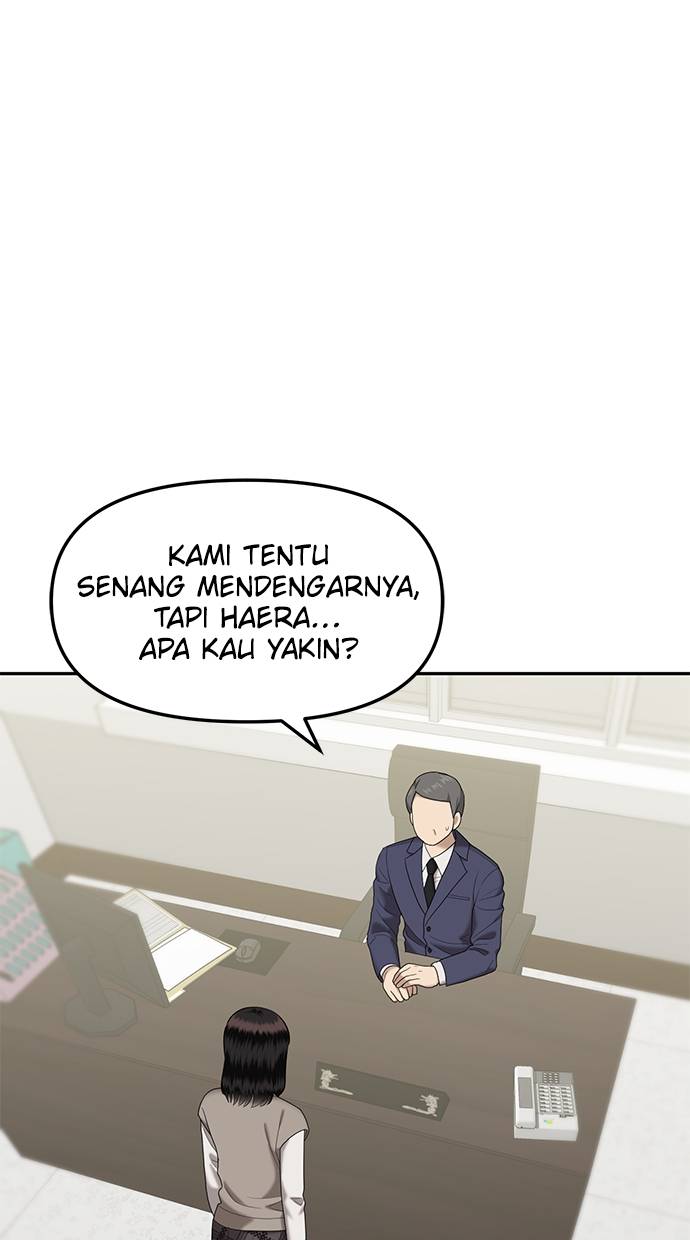 KAMI TENTU
SENANG MENDENGARNYA,
TAPI HAERA...
APA KAU YAKIN?